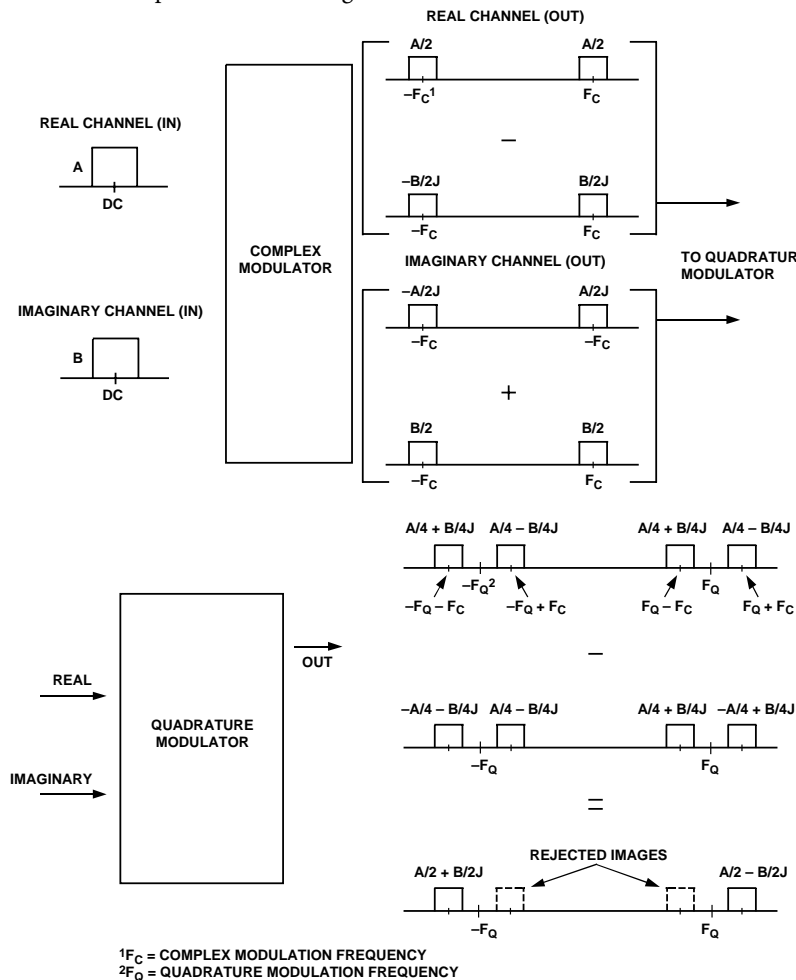 REAL CHANNEL (OUT)
A/2 A/2
–FC1 FC
REAL CHANNEL (IN)
A
DC
–
–B/2J B/2J
–FC FC
COMPLEX
MODULATOR
TO QUADRATURE
MODULATOR
IMAGINARY CHANNEL (OUT)
–A/2J A/2J
–FC –FC
IMAGINARY CHANNEL (IN)
B
DC
+
B/2 B/2
–FC FC
A/4 + B/4J A/4 – B/4J A/4 + B/4J A/4 – B/4J
–FQ2 FQ
–FQ – FC –FQ + FC FQ – FC FQ + FC
OUT
–
REAL
QUADRATURE
MODULATOR
IMAGINARY
–A/4 – B/4J A/4 – B/4J A/4 + B/4J –A/4 + B/4J
–FQ FQ
=
REJECTED IMAGES
A/2 + B/2J A/2 – B/2J
–FQ FQ
1FC = COMPLEX MODULATION FREQUENCY
2FQ = QUADRATURE MODULATION FREQUENCY